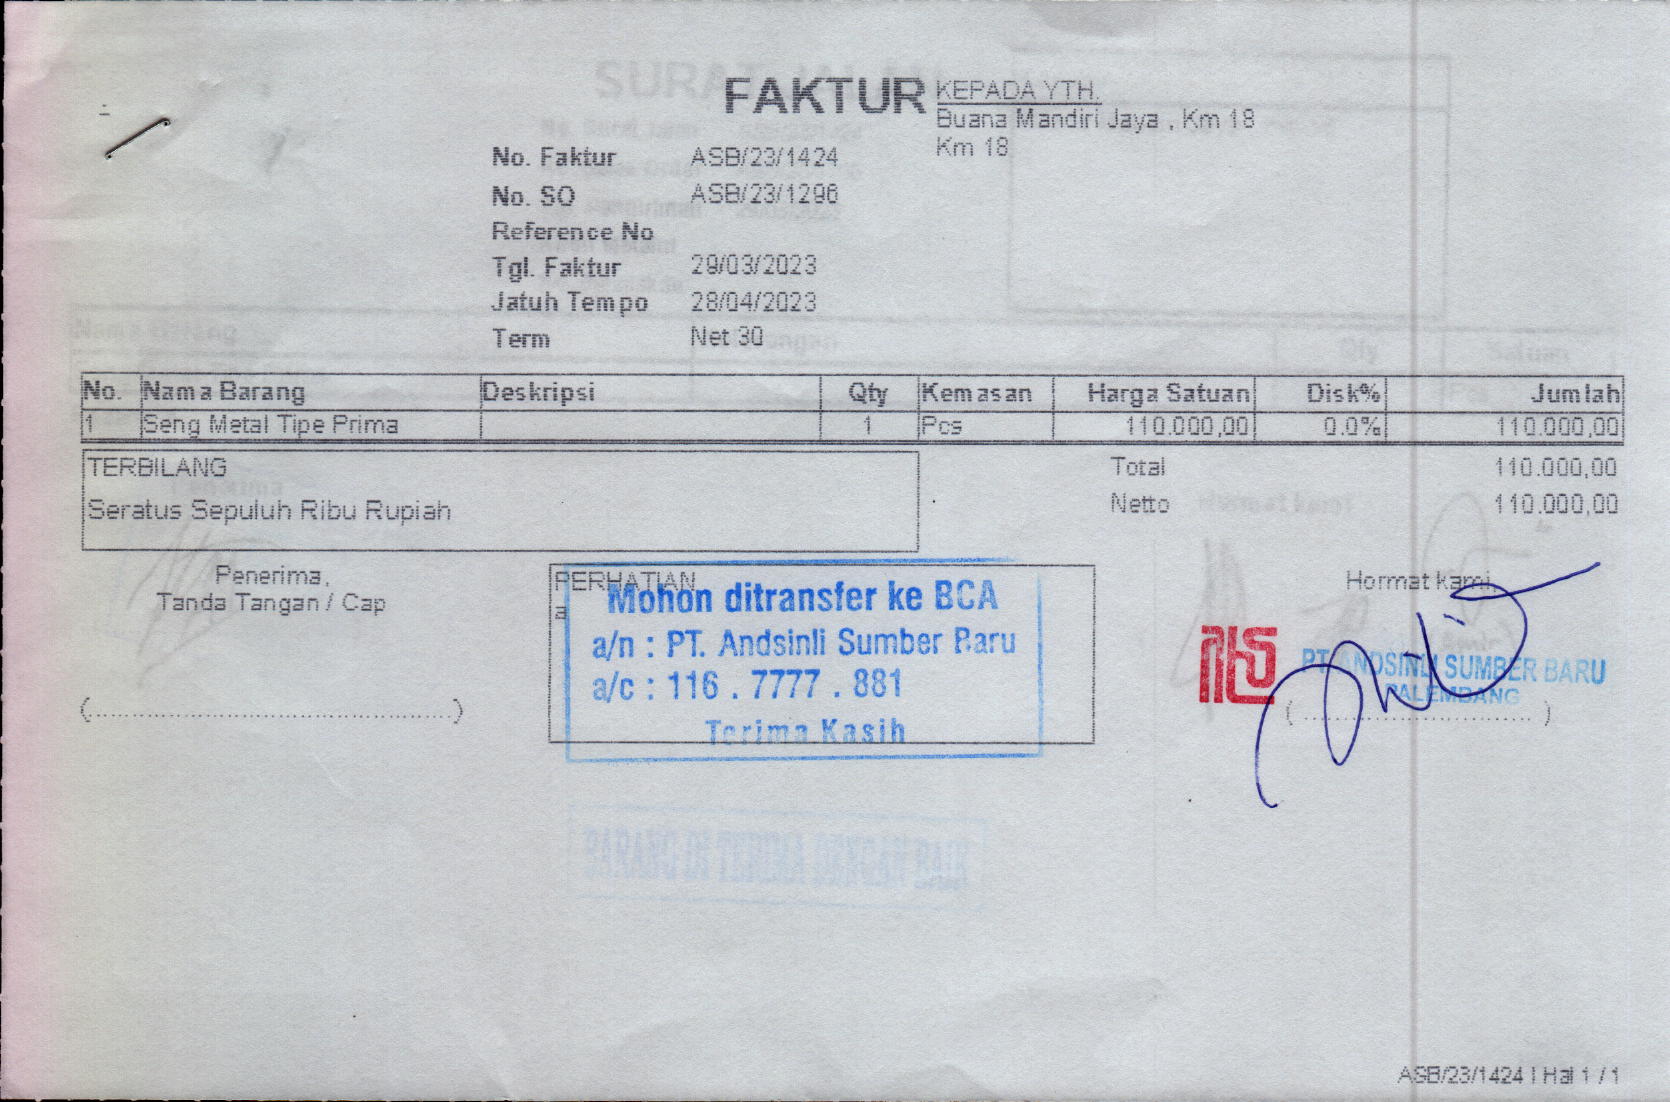 FAKTUR
KEPADA YTH.
Buana Mandiri Jaya , Km 18
Km 18
No. Faktur ASB/23/1424
No. SO ASB/23/1296
Reference No
Tgl. Faktur 29/03/2023
Jatuh Tempo 28/04/2023
Term Net 30
No. Nama Barang Deskripsi Qty Kemasan Harga Satuan Disk% Jumlah
1 Seng Metal Tipe Prima 1 Pcs 110.000,00 0.0% 110.000,00
TERBILANG
Seratus Sepuluh Ribu Rupiah
Total 110.000,00
Netto 110.000,00
Penerima,
Tanda Tangan / Cap
(..........................................)
PERHATIAN
a
Mohon ditransfer ke BCA
a/n : PT. Andsinli Sumber Baru
a/c : 116 . 7777 . 881
Terima Kasih
Hormat kami,
PT. ANDSINLI SUMBER BARU
PALEMBANG
( ............................ )
BARANG DI TERIMA DENGAN BAIK
ASB/23/1424 | Hal 1 / 1